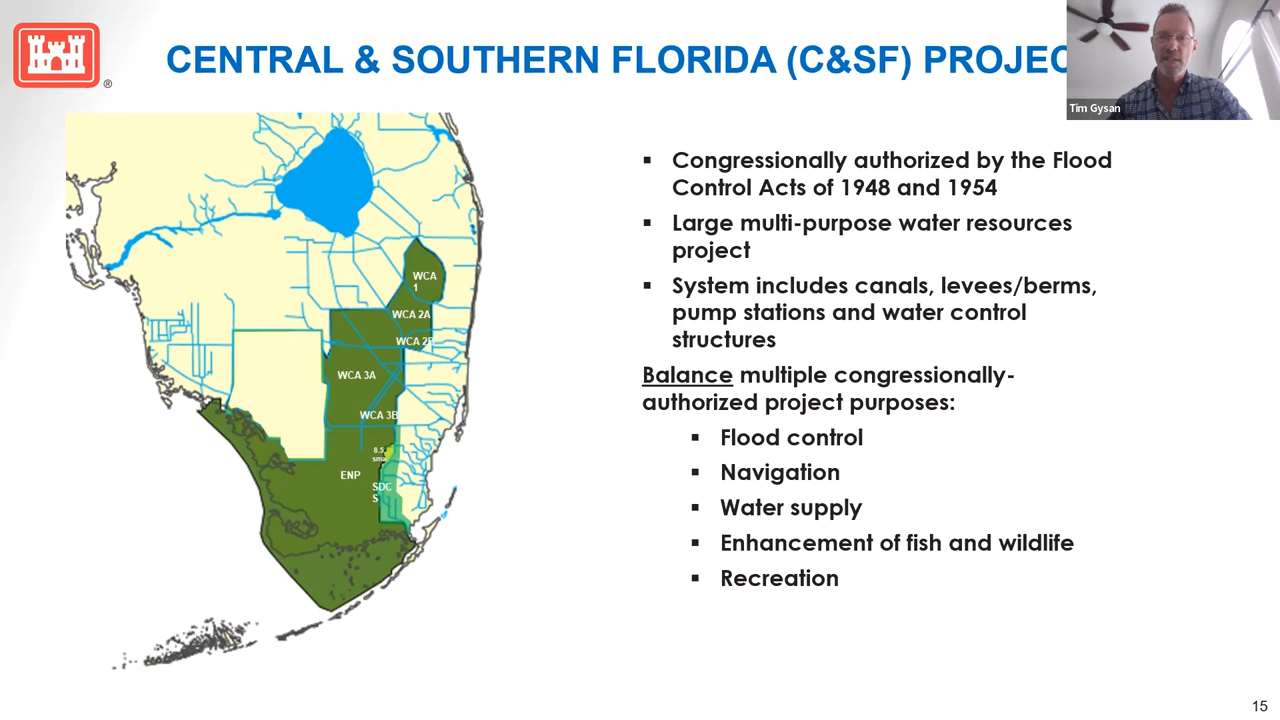 CENTRAL & SOUTHERN FLORIDA (C&SF) PROJEC
Tim Gysan
®
▪ Congressionally authorized by the Flood
Control Acts of 1948 and 1954
▪ Large multi-purpose water resources
project
▪ System includes canals, levees/berms,
pump stations and water control
structures
Balance multiple congressionally-
authorized project purposes:
▪ Flood control
▪ Navigation
▪ Water supply
▪ Enhancement of fish and wildlife
▪ Recreation
WCA
1
WCA 2A
WCA 2B
WCA 3A
WCA 3B
8.5
ENP
SDC
S
15